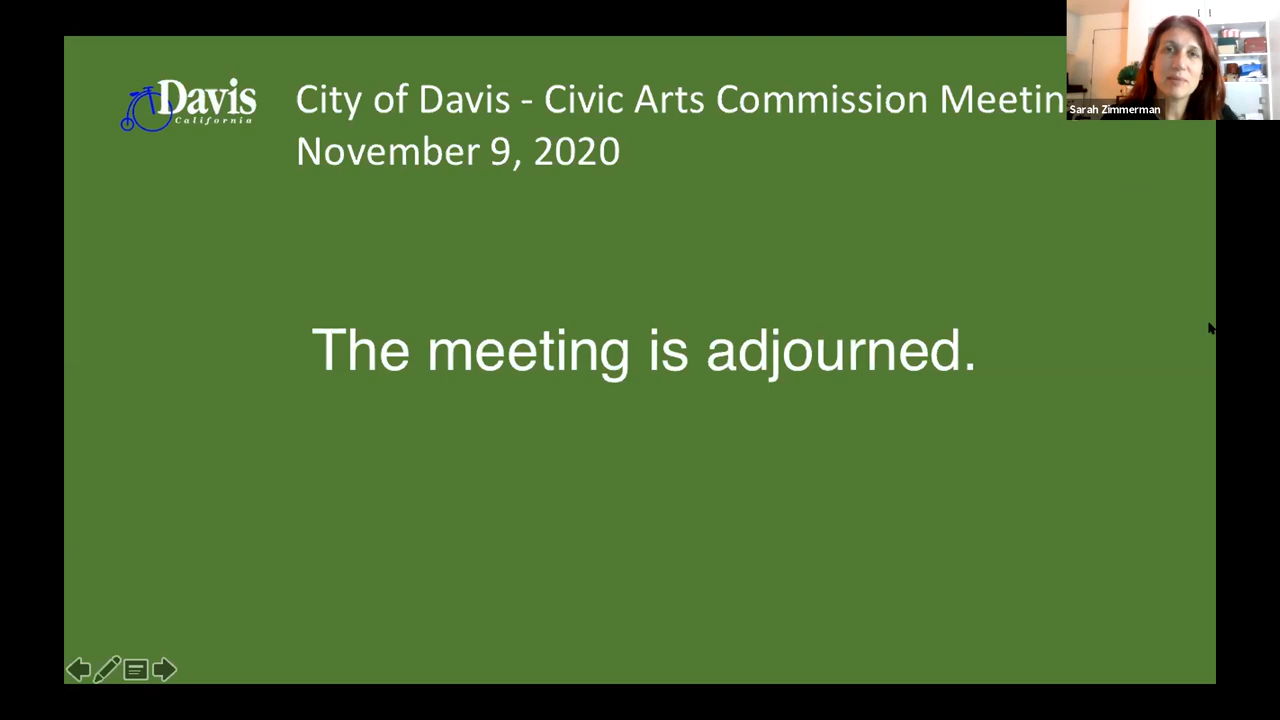 Davis
California
City of Davis - Civic Arts Commission Meetin
November 9, 2020
Sarah Zimmerman
The meeting is adjourned.